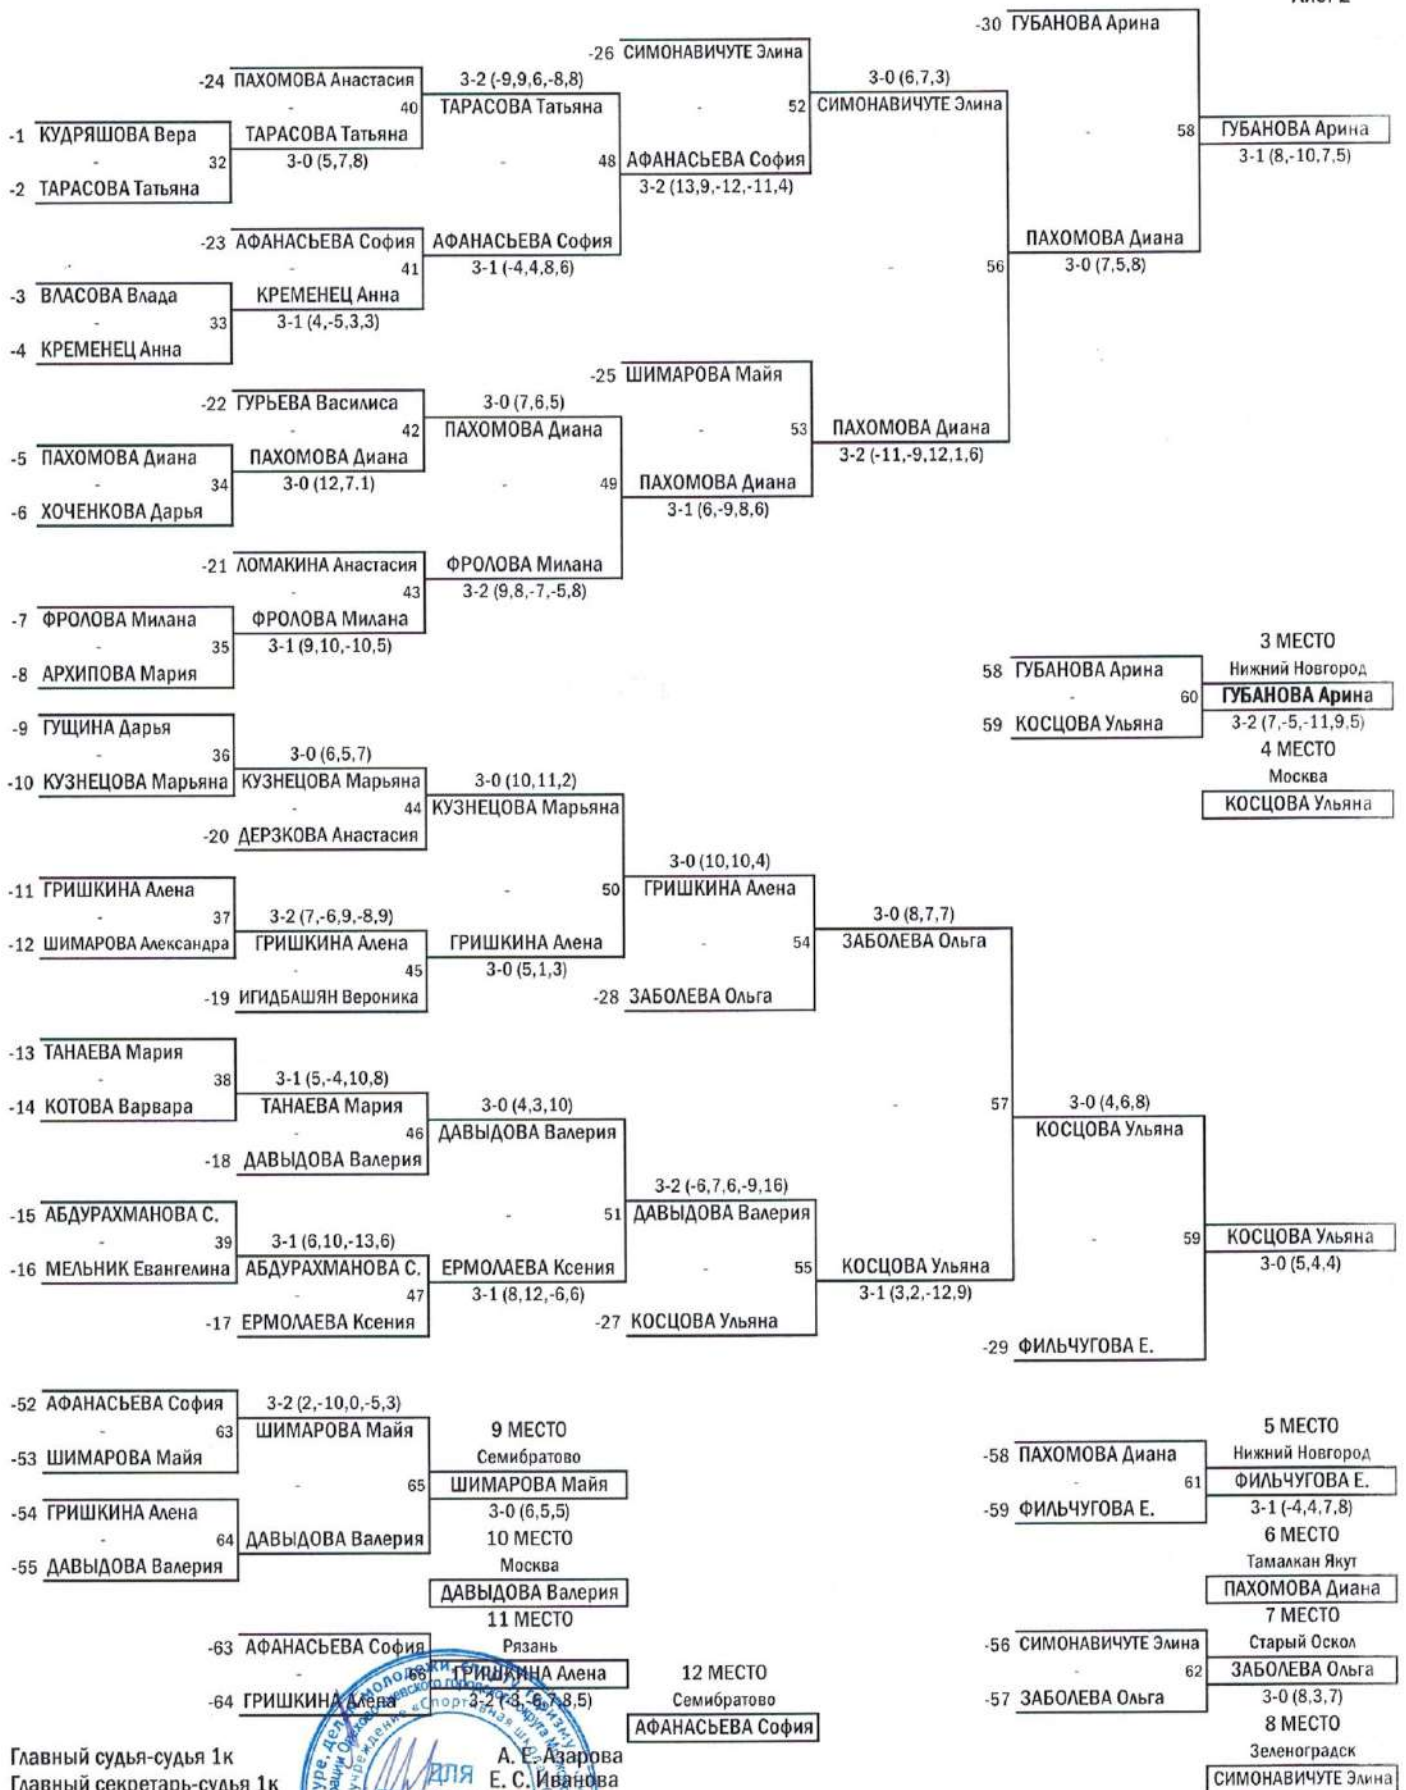 -30 ГУБАНОВА Арина
-26 СИМОНАВИЧУТЕ Элина
-24 ПАХОМОВА Анастасия 3-2 (-9,9,6,-8,8) 3-0 (6,7,3)
40 ТАРАСОВА Татьяна - 52 СИМОНАВИЧУТЕ Элина
-1 КУДРЯШОВА Вера ТАРАСОВА Татьяна - 58 ГУБАНОВА Арина
- 32 3-0 (5,7,8) - 48 АФАНАСЬЕВА София 3-1 (8,-10,7,5)
-2 ТАРАСОВА Татьяна 3-2 (13,9,-12,-11,4)
-23 АФАНАСЬЕВА София АФАНАСЬЕВА София ПАХОМОВА Диана
- 41 3-1 (-4,4,8,6) - 56 3-0 (7,5,8)
-3 ВЛАСОВА Влада КРЕМЕНЕЦ Анна
- 33 3-1 (4,-5,3,3)
-4 КРЕМЕНЕЦ Анна
-25 ШИМАРОВА Майя
-22 ГУРЬЕВА Василиса 3-0 (7,6,5)
- 42 ПАХОМОВА Диана - 53 ПАХОМОВА Диана
-5 ПАХОМОВА Диана ПАХОМОВА Диана 3-2 (-11,-9,12,1,6)
- 34 3-0 (12,7.1) - 49 ПАХОМОВА Диана
-6 ХОЧЕНКОВА Дарья 3-1 (6,-9,8,6)
-21 ЛОМАКИНА Анастасия ФРОЛОВА Милана
- 43 3-2 (9,8,-7,-5,8)
-7 ФРОЛОВА Милана ФРОЛОВА Милана
- 35 3-1 (9,10,-10,5) 3 МЕСТО
-8 АРХИПОВА Мария 58 ГУБАНОВА Арина Нижний Новгород
- 60 ГУБАНОВА Арина
-9 ГУЩИНА Дарья 59 КОСЦОВА Ульяна 3-2 (7,-5,-11,9,5)
- 36 3-0 (6,5,7) 4 МЕСТО
-10 КУЗНЕЦОВА Марьяна КУЗНЕЦОВА Марьяна 3-0 (10,11,2) Москва
- 44 КУЗНЕЦОВА Марьяна КОСЦОВА Ульяна
-20 ДЕРЗКОВА Анастасия
3-0 (10,10,4)
-11 ГРИШКИНА Алена - 50 ГРИШКИНА Алена
- 37 3-2 (7,-6,9,-8,9) 3-0 (8,7,7)
-12 ШИМАРОВА Александра ГРИШКИНА Алена ГРИШКИНА Алена - 54 ЗАБОЛЕВА Ольга
- 45 3-0 (5,1,3)
-19 ИГИДБАШЯН Вероника -28 ЗАБОЛЕВА Ольга
-13 ТАНАЕВА Мария
- 38 3-1 (5,-4,10,8)
-14 КОТОВА Варвара ТАНАЕВА Мария 3-0 (4,3,10) - 57 3-0 (4,6,8)
- 46 ДАВЫДОВА Валерия КОСЦОВА Ульяна
-18 ДАВЫДОВА Валерия
3-2 (-6,7,6,-9,16)
-15 АБДУРАХМАНОВА С. - 51 ДАВЫДОВА Валерия
- 39 3-1 (6,10,-13,6) - 59 КОСЦОВА Ульяна
-16 МЕЛЬНИК Евангелина АБДУРАХМАНОВА С. ЕРМОЛАЕВА Ксения - 55 КОСЦОВА Ульяна 3-0 (5,4,4)
- 47 3-1 (8,12,-6,6) 3-1 (3,2,-12,9)
-17 ЕРМОЛАЕВА Ксения -27 КОСЦОВА Ульяна
-29 ФИЛЬЧУГОВА Е.
-52 АФАНАСЬЕВА София 3-2 (2,-10,0,-5,3)
- 63 ШИМАРОВА Майя 9 МЕСТО 5 МЕСТО
-53 ШИМАРОВА Майя Семибратово -58 ПАХОМОВА Диана Нижний Новгород
- 65 ШИМАРОВА Майя - 61 ФИЛЬЧУГОВА Е.
-54 ГРИШКИНА Алена 3-0 (6,5,5) -59 ФИЛЬЧУГОВА Е. 3-1 (-4,4,7,8)
- 64 ДАВЫДОВА Валерия 10 МЕСТО 6 МЕСТО
-55 ДАВЫДОВА Валерия Москва Тамалкан Якут
ДАВЫДОВА Валерия ПАХОМОВА Диана
11 МЕСТО 7 МЕСТО
-63 АФАНАСЬЕВА София Рязань -56 СИМОНАВИЧУТЕ Элина Старый Оскол
- 66 ГРИШКИНА Алена 12 МЕСТО - 62 ЗАБОЛЕВА Ольга
-64 ГРИШКИНА Алена 3-2 (-3,-6,7,8,5) Семибратово -57 ЗАБОЛЕВА Ольга 3-0 (8,3,7)
АФАНАСЬЕВА София 8 МЕСТО
Главный судья-судья 1к А. Е. Азарова Зеленоградск
Главный секретарь-судья 1к ДЛЯ Е. С. Иванова СИМОНАВИЧУТЕ Элина